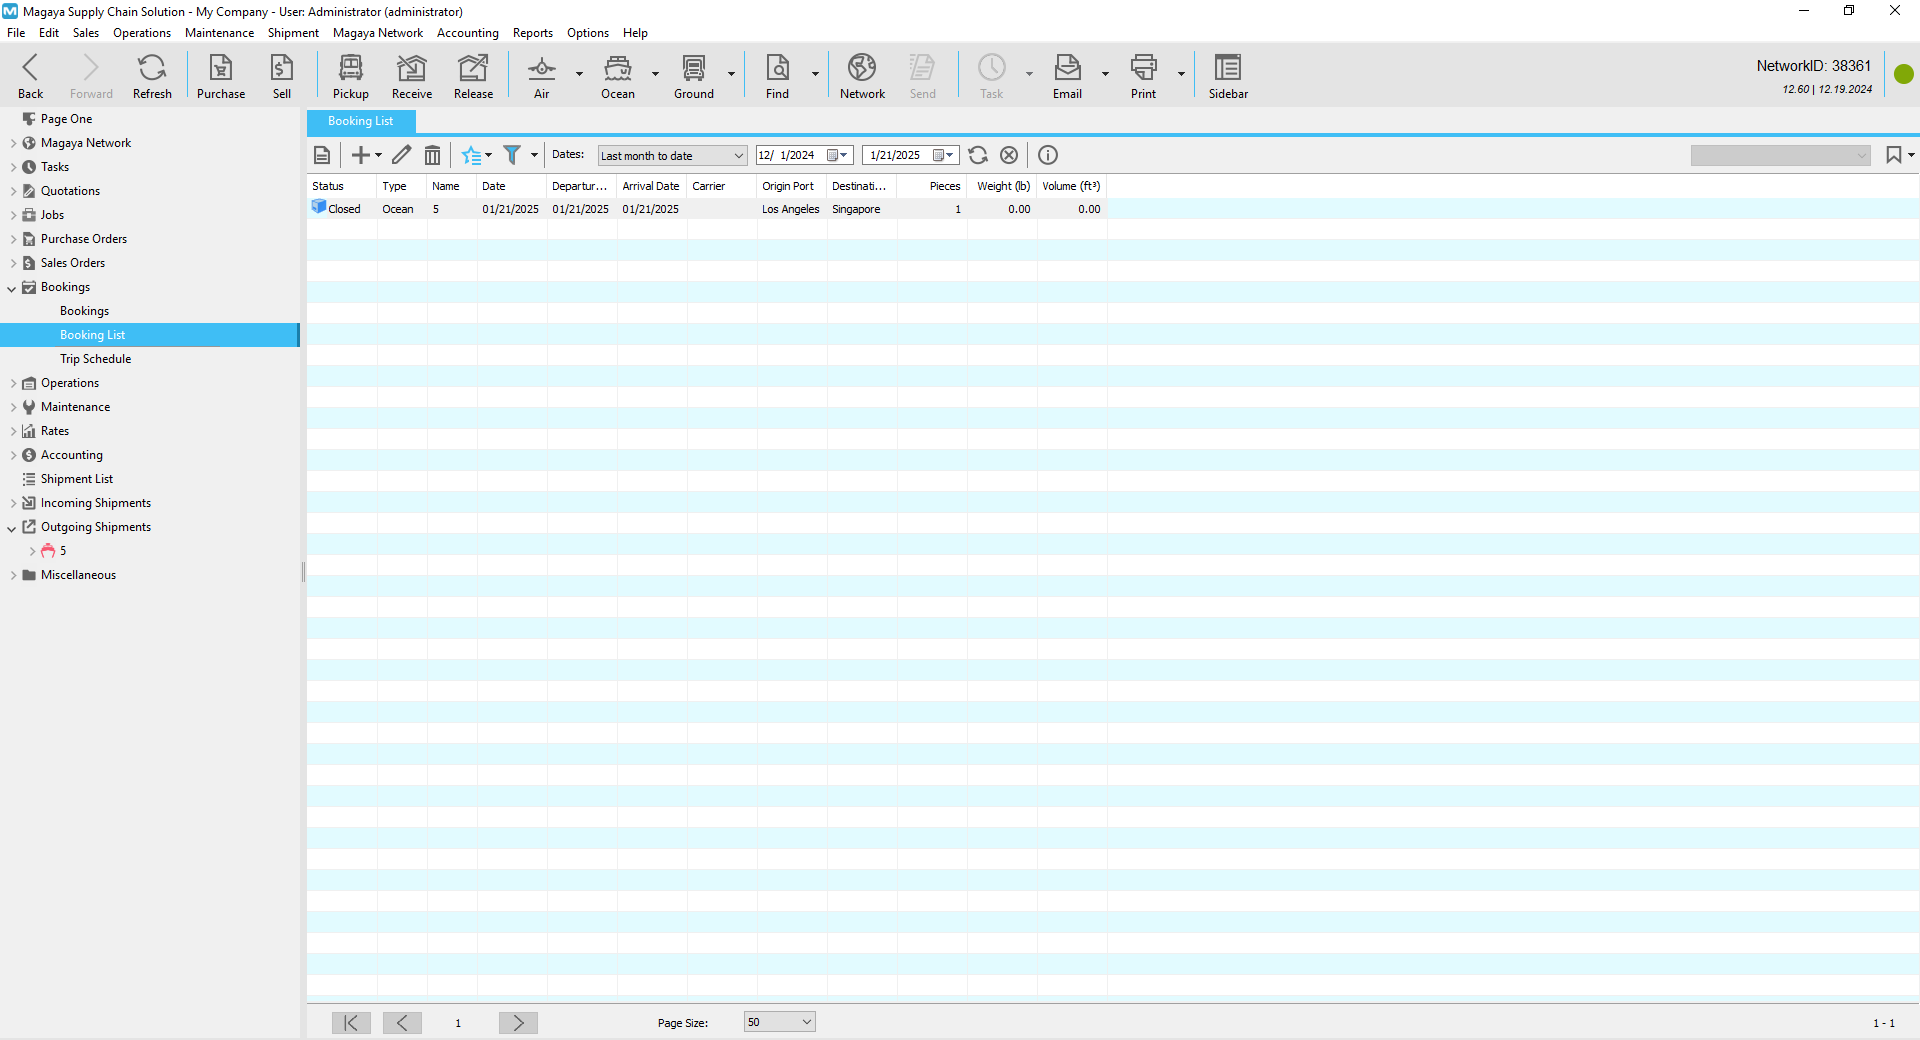 Magaya Supply Chain Solution - My Company - User: Administrator (administrator)
File Edit Sales Operations Maintenance Shipment Magaya Network Accounting Reports Options Help
Back Forward Refresh Purchase Sell Pickup Receive Release Air Ocean Ground Find Network Send Task Email Print Sidebar
NetworkID: 38361
12.60 | 12.19.2024
Page One
Magaya Network
Tasks
Quotations
Jobs
Purchase Orders
Sales Orders
Bookings
Bookings
Booking List
Trip Schedule
Operations
Maintenance
Rates
Accounting
Shipment List
Incoming Shipments
Outgoing Shipments
5
Miscellaneous
Booking List
Dates: Last month to date 12/ 1/2024 1/21/2025
Status Type Name Date Departur... Arrival Date Carrier Origin Port Destinati... Pieces Weight (lb) Volume (ft³)
Closed Ocean 5 01/21/2025 01/21/2025 01/21/2025 Los Angeles Singapore 1 0.00 0.00
1 Page Size: 50 1 - 1